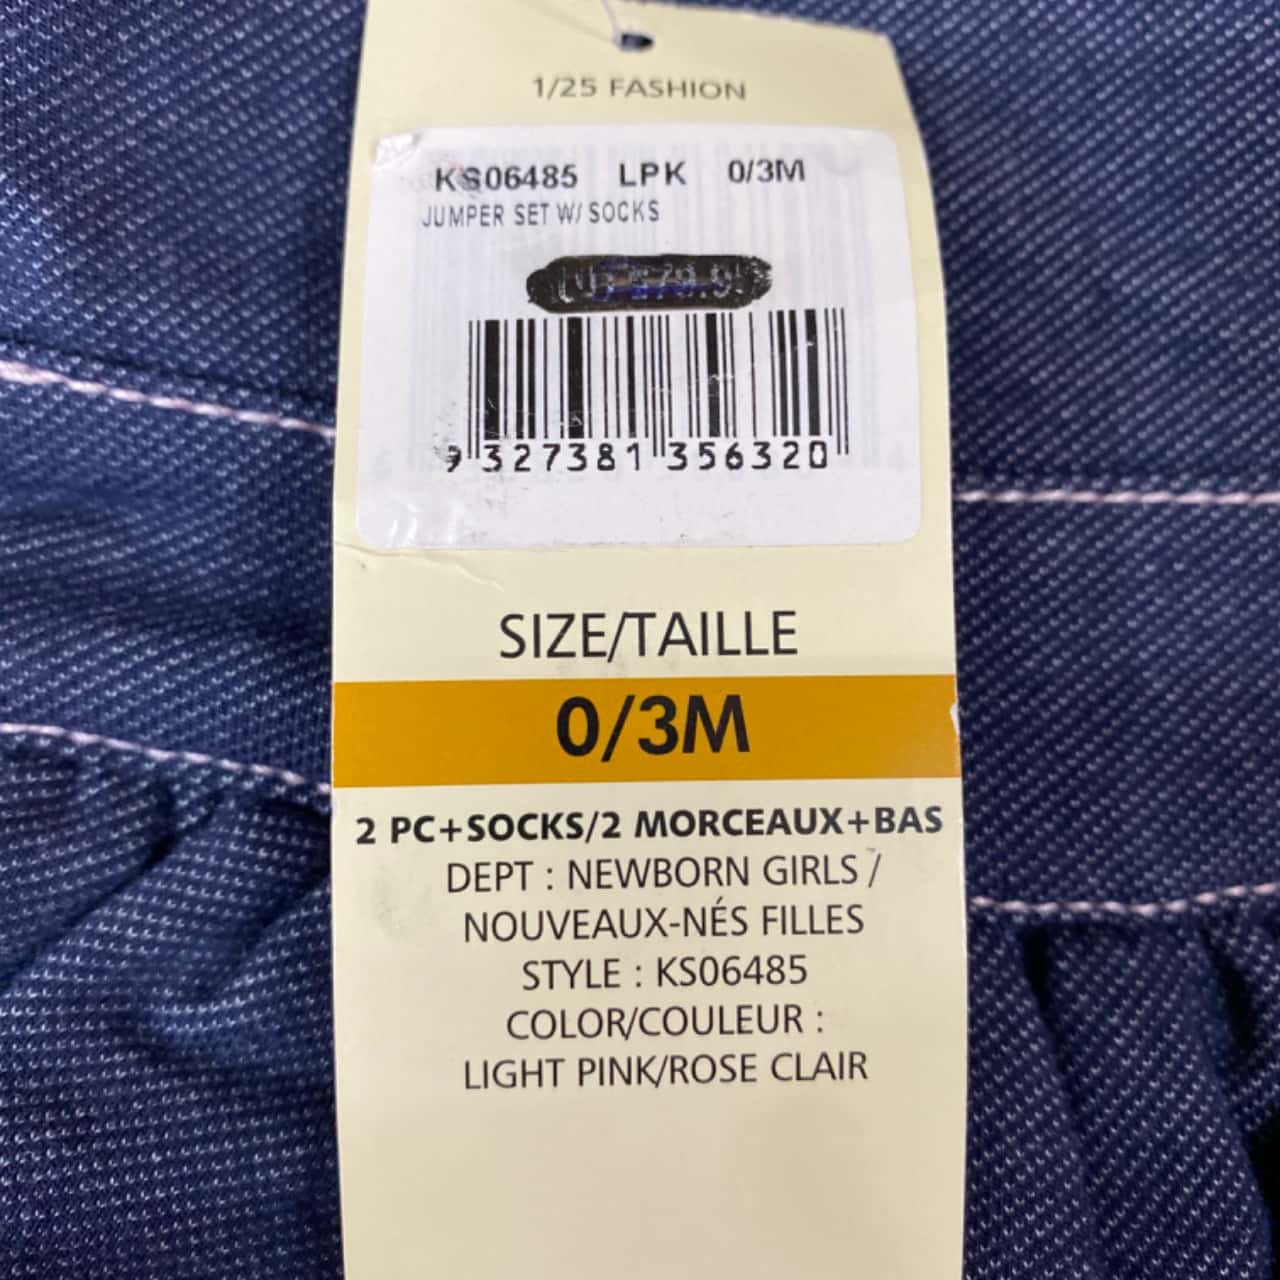 1/25 FASHION
KS06485 LPK 0/3M
JUMPER SET W/ SOCKS
9 327381 356320
SIZE/TAILLE
0/3M
2 PC+SOCKS/2 MORCEAUX+BAS
DEPT : NEWBORN GIRLS /
NOUVEAUX-NÉS FILLES
STYLE : KS06485
COLOR/COULEUR :
LIGHT PINK/ROSE CLAIR